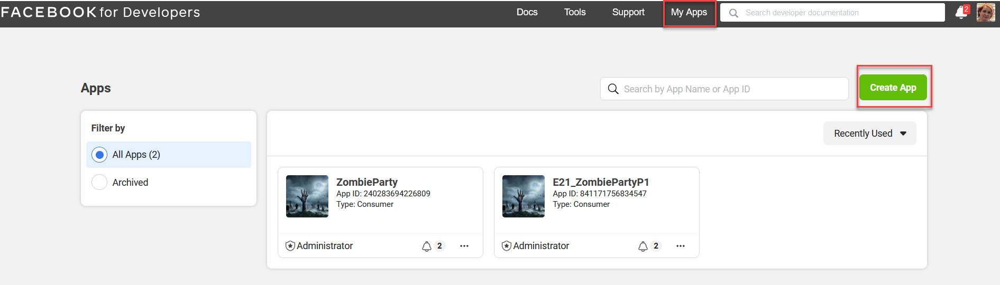 FACEBOOK for Developers Docs Tools Support My Apps Search developer documentation 2
Apps Search by App Name or App ID Create App
Filter by
All Apps (2)
Archived
Recently Used
ZombieParty
App ID: 240283694226809
Type: Consumer
Administrator 2
E21_ZombiePartyP1
App ID: 841171756834547
Type: Consumer
Administrator 2